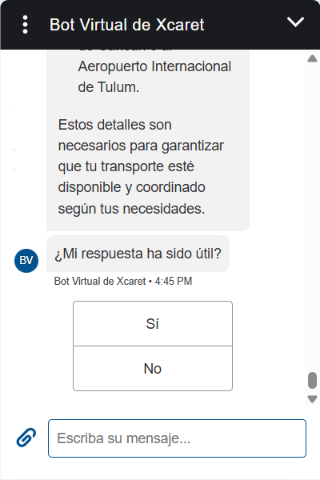 Bot Virtual de Xcaret
Aeropuerto Internacional
de Tulum.
Estos detalles son
necesarios para garantizar
que tu transporte esté
disponible y coordinado
según tus necesidades.
¿Mi respuesta ha sido útil?
BV
Bot Virtual de Xcaret • 4:45 PM
Sí
No
Escriba su mensaje...